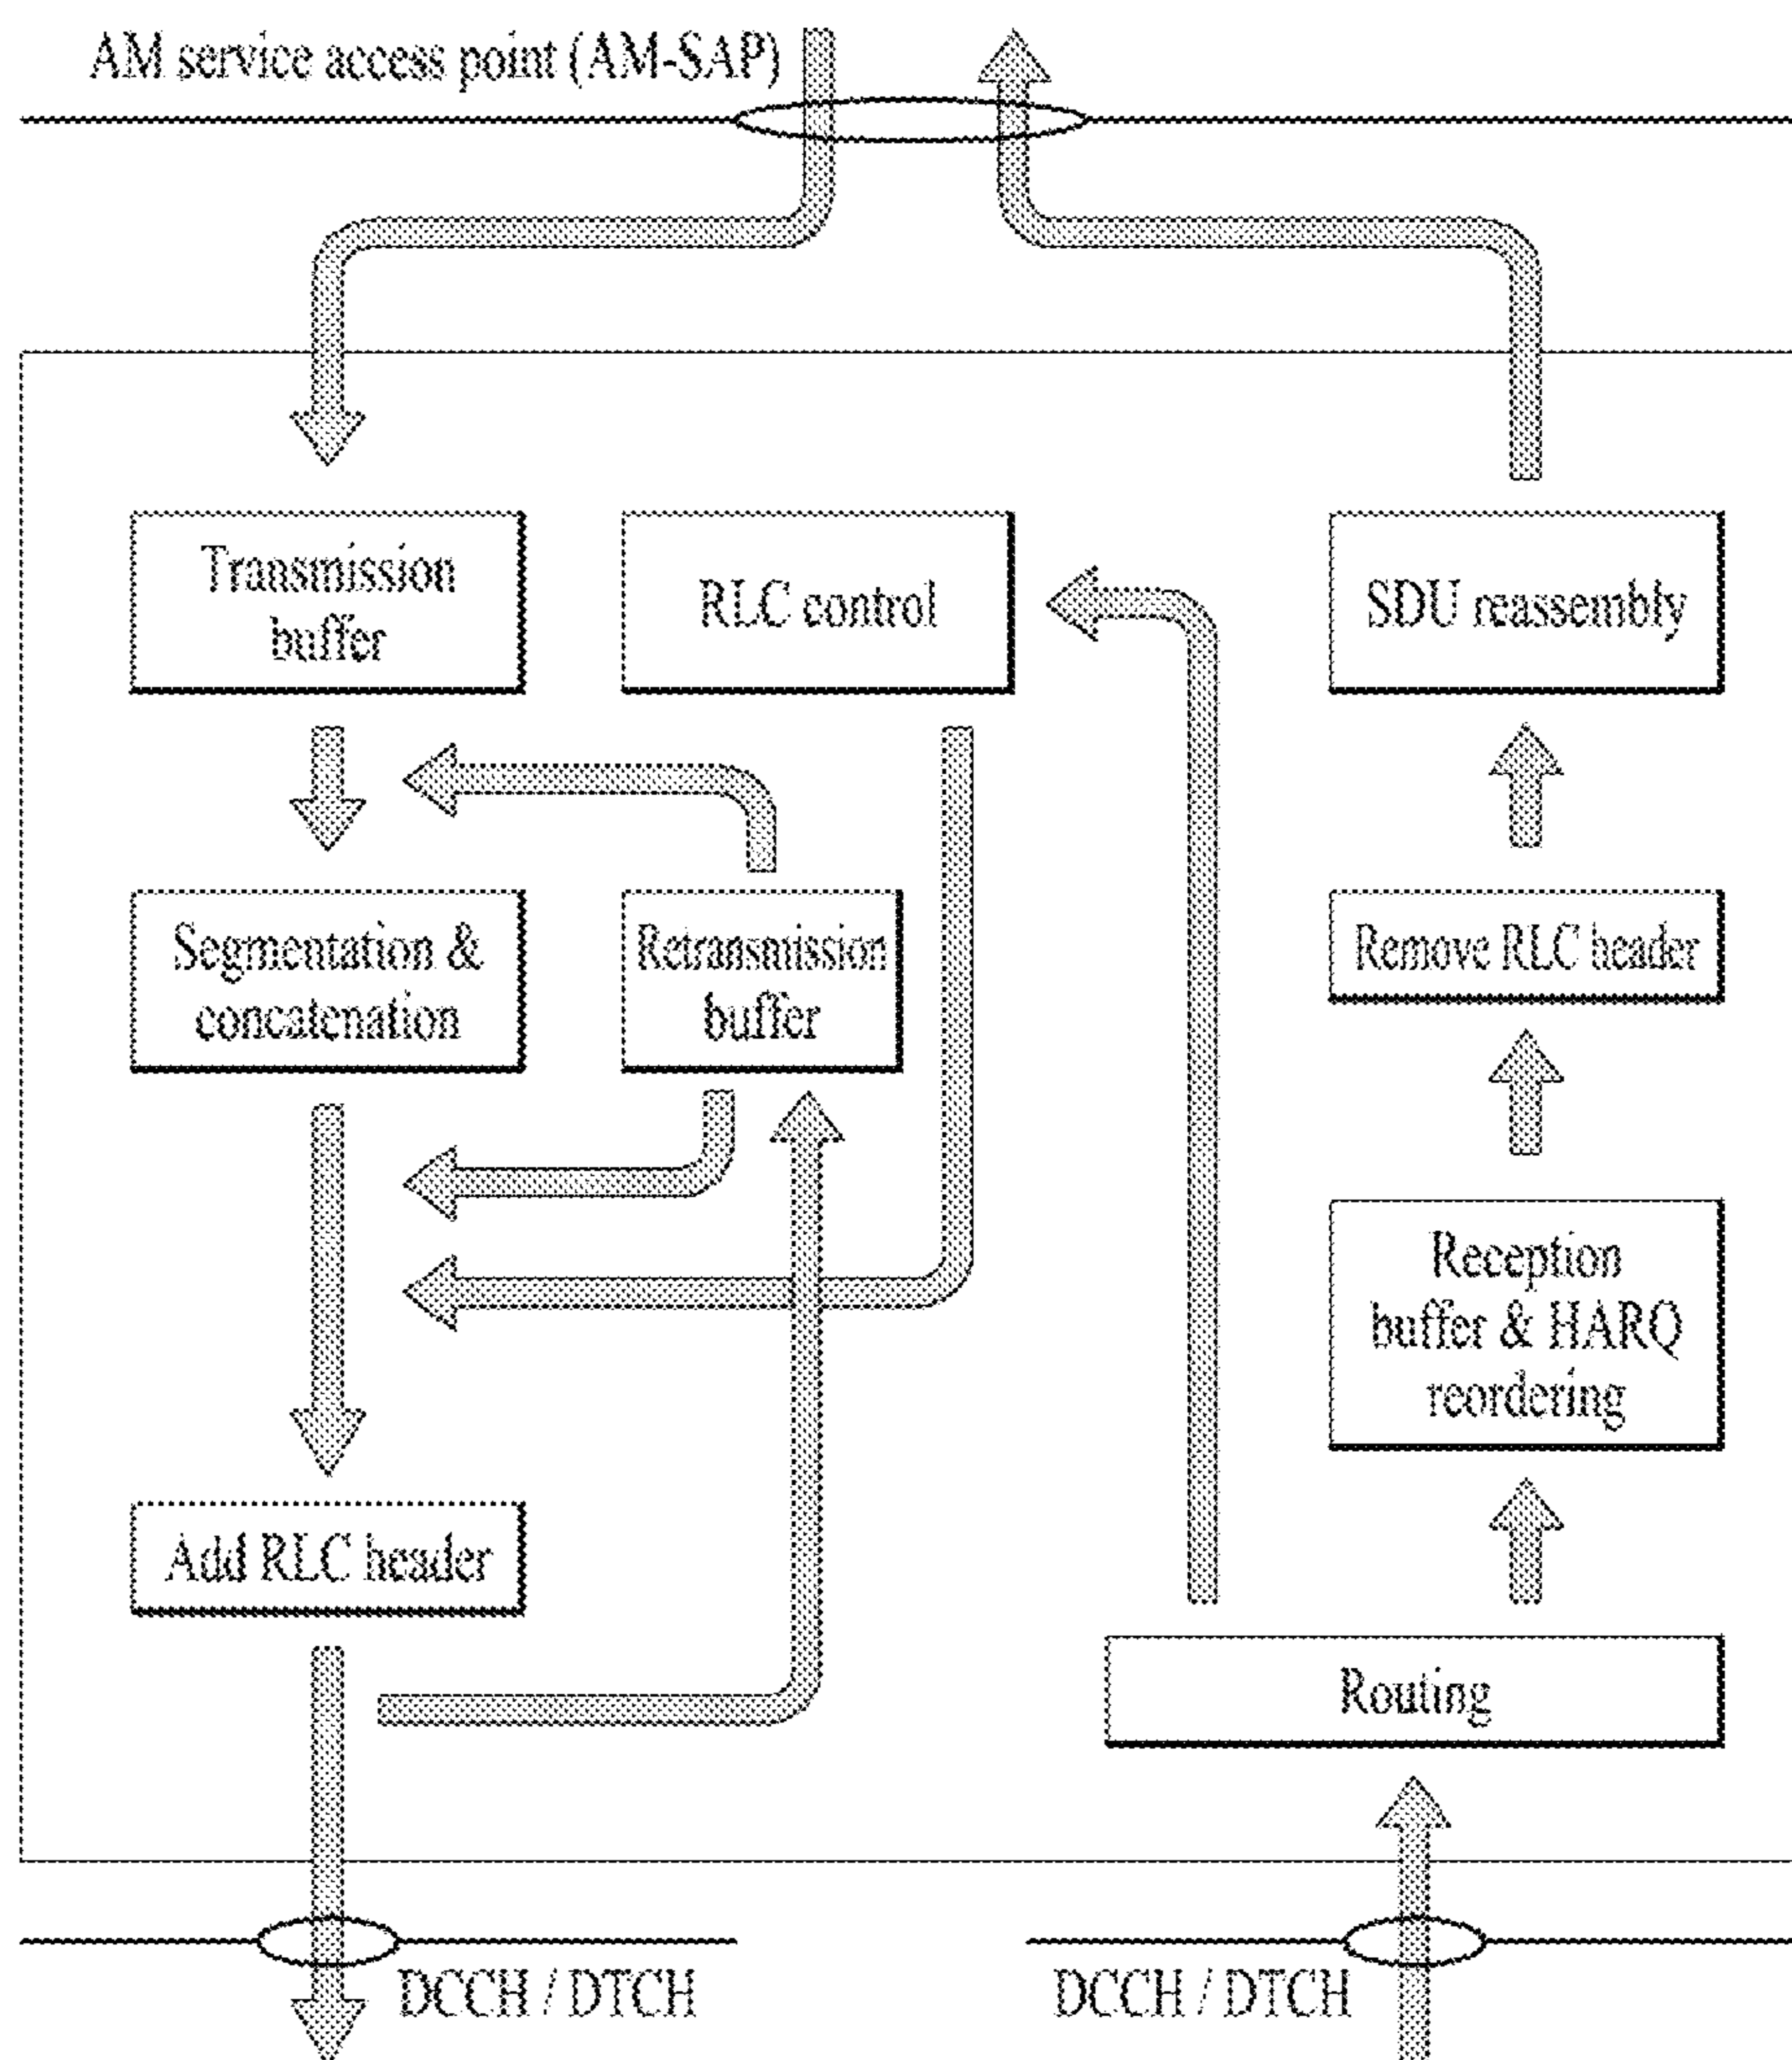 AM service access point (AM-SAP)
Transmission
buffer
RLC control
SDU reassembly
Segmentation &
concatenation
Retransmission
buffer
Remove RLC header
Reception
buffer & HARQ
reordering
Add RLC header
Routing
DCCH / DTCH
DCCH / DTCH